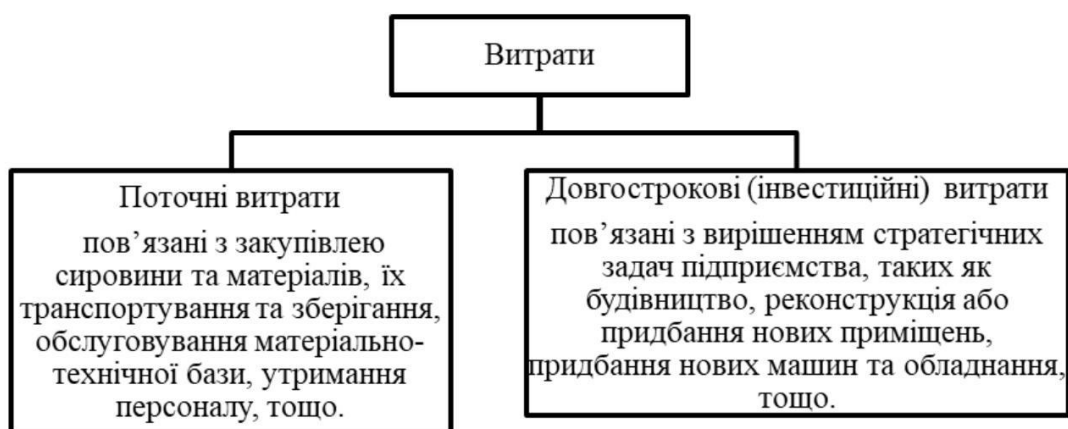 Витрати
Поточні витрати
пов’язані з закупівлею
сировини та матеріалів, їх
транспортування та зберігання,
обслуговування матеріально-
технічної бази, утримання
персоналу, тощо.
Довгострокові (інвестиційні) витрати
пов’язані з вирішенням стратегічних
задач підприємства, таких як
будівництво, реконструкція або
придбання нових приміщень,
придбання нових машин та обладнання,
тощо.